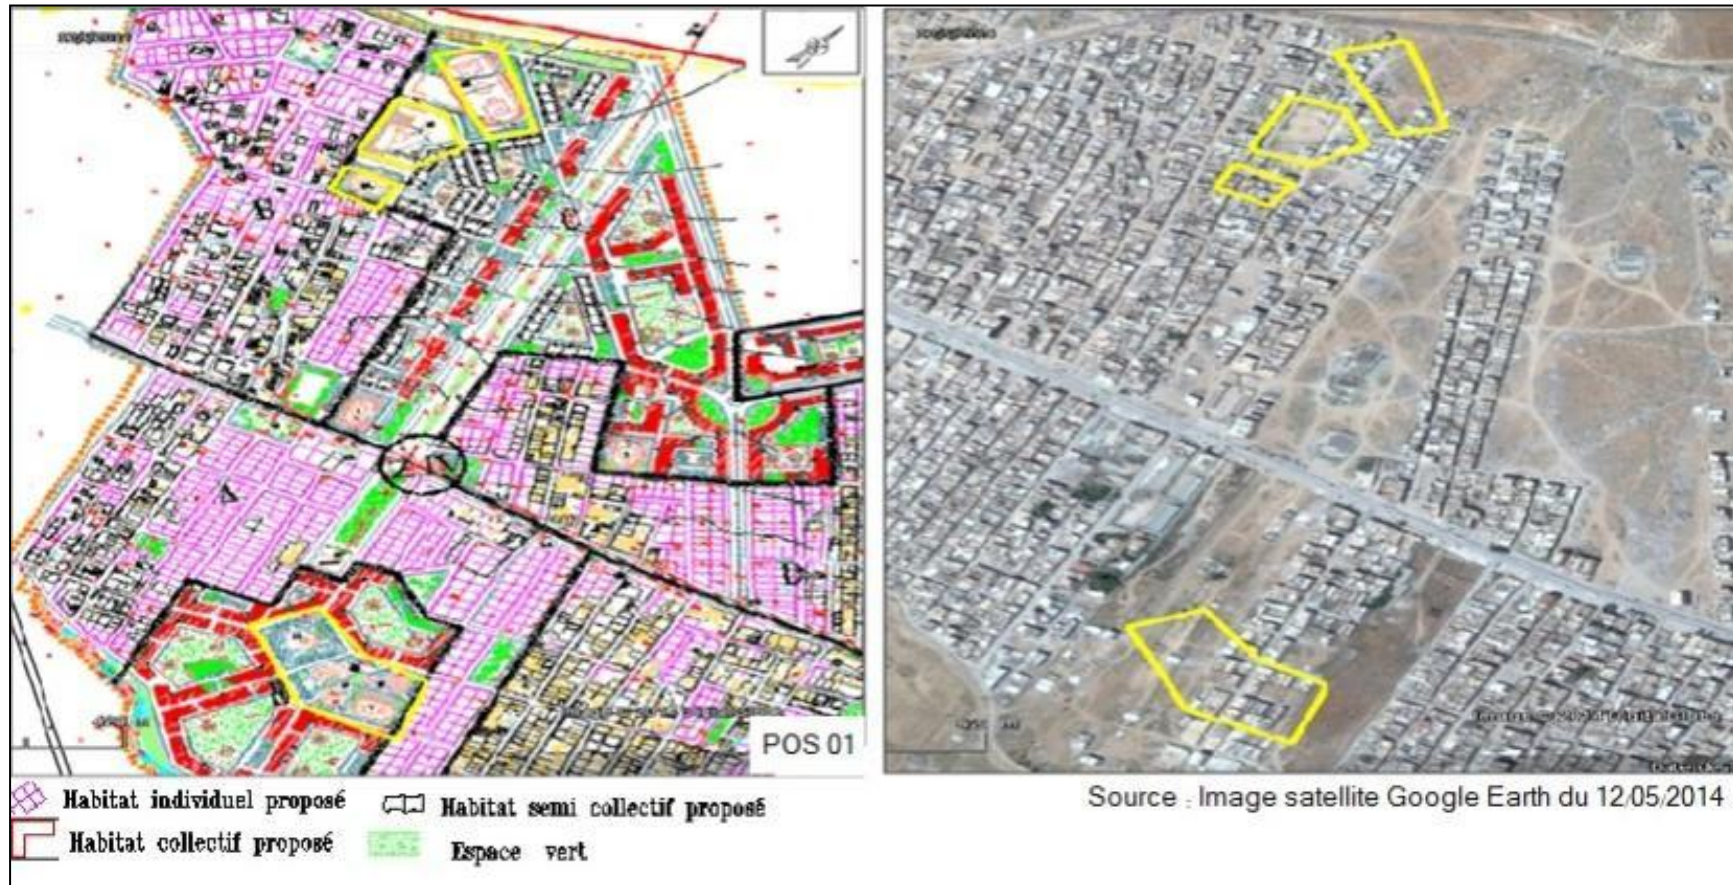 POS 01
Habitat individuel proposé
Habitat semi collectif proposé
Habitat collectif proposé
Espace vert
Source : Image satellite Google Earth du 12/05/2014